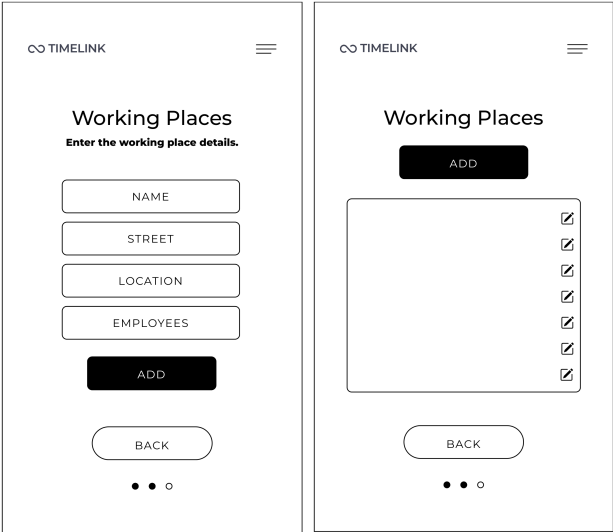 TIMELINK
Working Places
Enter the working place details.
NAME
STREET
LOCATION
EMPLOYEES
ADD
BACK
TIMELINK
Working Places
ADD
BACK